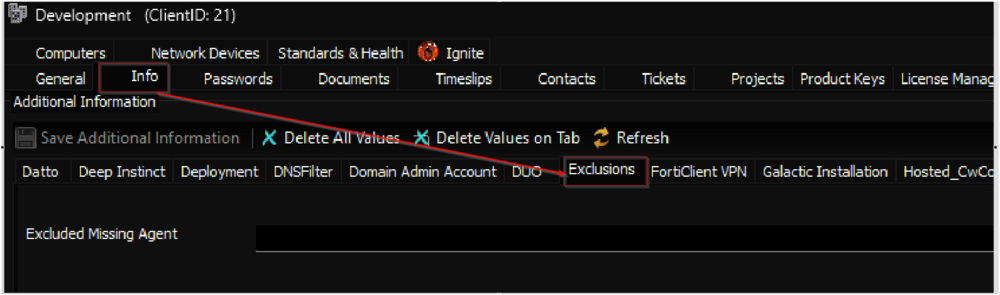 Development (ClientID: 21)
Computers Network Devices Standards & Health Ignite
General Info Passwords Documents Timeslips Contacts Tickets Projects Product Keys License Manag
Additional Information
Save Additional Information Delete All Values Delete Values on Tab Refresh
Datto Deep Instinct Deployment DNSFilter Domain Admin Account DUO Exclusions FortiClient VPN Galactic Installation Hosted_CwCo
Excluded Missing Agent